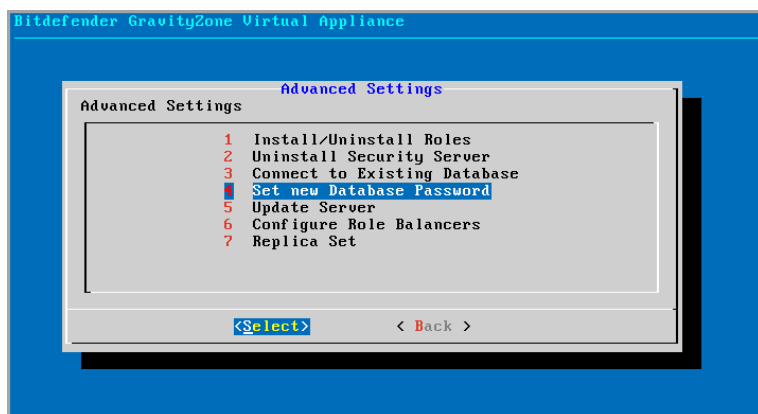 Bitdefender GravityZone Virtual Appliance
Advanced Settings
Advanced Settings
1 Install/Uninstall Roles
2 Uninstall Security Server
3 Connect to Existing Database
4 Set new Database Password
5 Update Server
6 Configure Role Balancers
7 Replica Set
<Select> < Back >